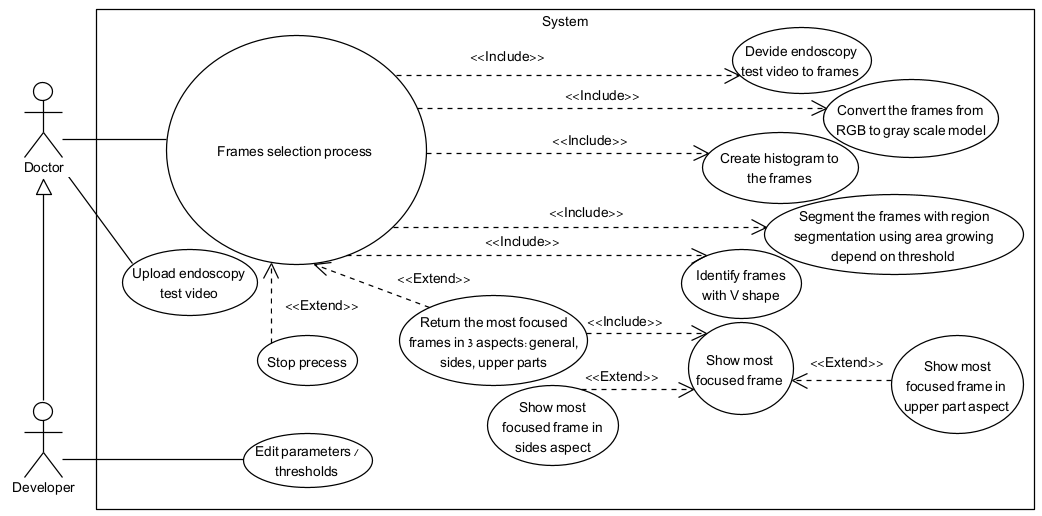 System
<<Include>>
Devide endoscopy
test video to frames
<<Include>>
Convert the frames from
RGB to gray scale model
Doctor
Frames selection process
<<Include>>
Create histogram to
the frames
<<Include>>
Segment the frames with region
segmentation using area growing
depend on threshold
<<Include>>
Identify frames
with V shape
Upload endoscopy
test video
<<Extend>>
<<Extend>>
Return the most focused
frames in 3 aspects: general,
sides, upper parts
<<Include>>
Stop precess
Show most
focused frame
<<Extend>>
Show most
focused frame in
upper part aspect
<<Extend>>
Show most
focused frame in
sides aspect
Edit parameters /
thresholds
Developer